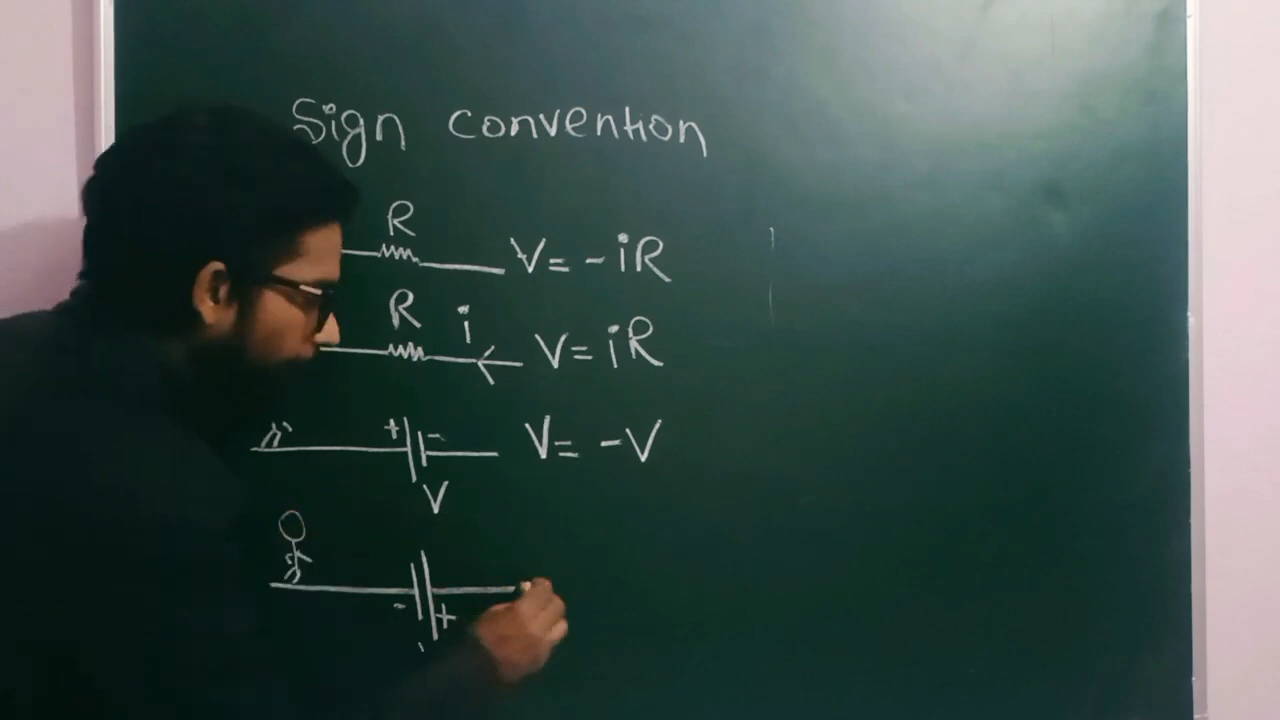 Sign convention
R
V = -iR
R i
V = iR
+ -
V = -V
V
- +